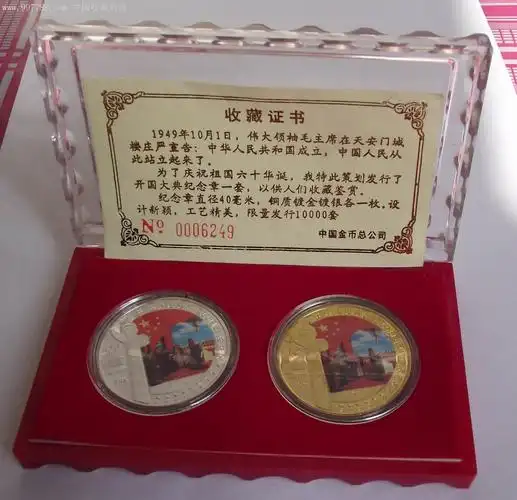 收藏证书
1949年10月1日，伟大领袖毛主席在天安门城
楼庄严宣告：中华人民共和国成立，中国人民从
此站立起来了。
为了庆祝祖国六十华诞，我特此策划发行了
开国大典纪念章一套，以供人们收藏鉴赏。
纪念章直径40毫米，铜质镀金镀银各一枚，设
计新颖，工艺精美，限量发行10000套
№ 0006249
中国金币总公司